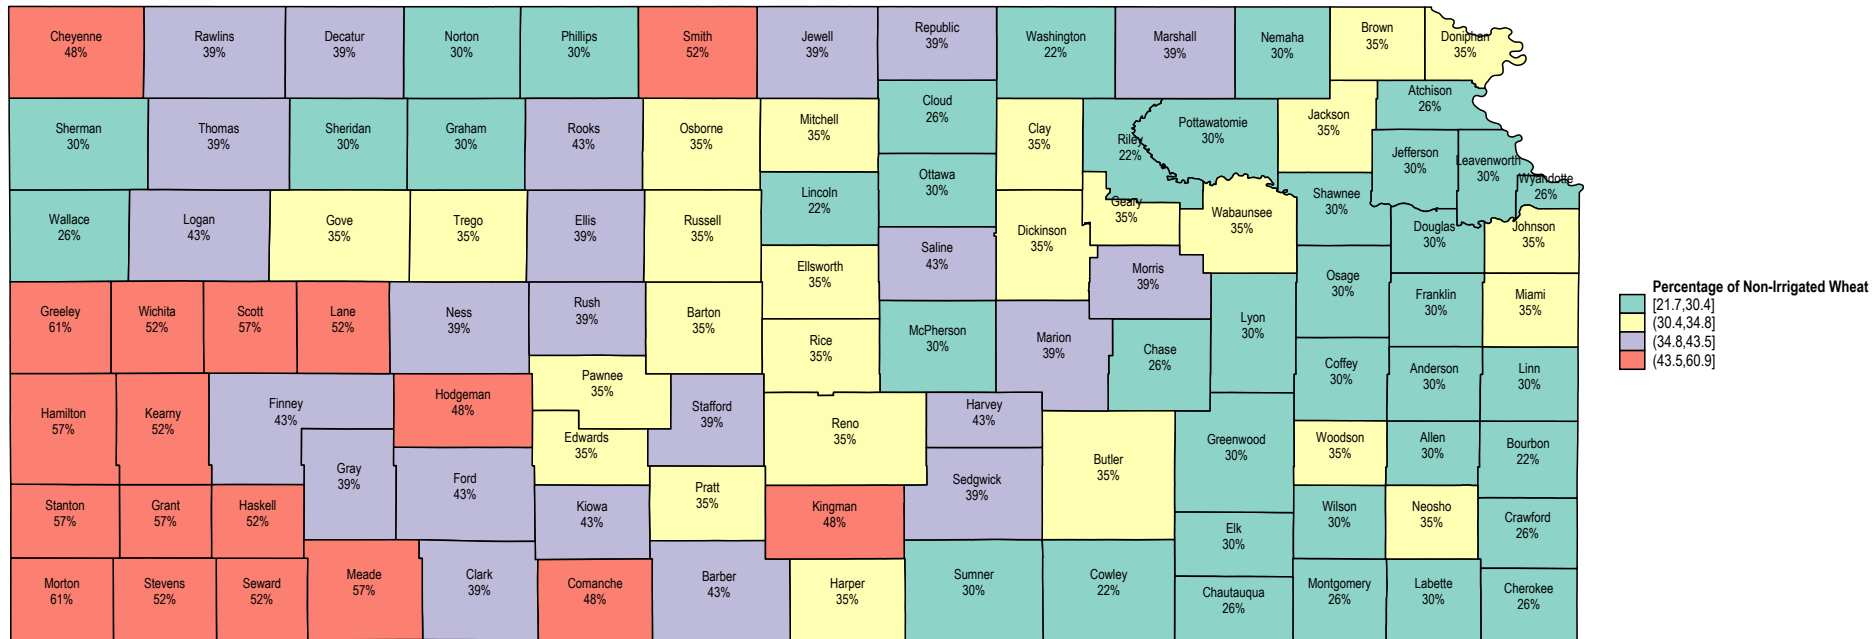 Cheyenne
48%
Rawlins
39%
Decatur
39%
Norton
30%
Phillips
30%
Smith
52%
Jewell
39%
Republic
39%
Washington
22%
Marshall
39%
Nemaha
30%
Brown
35%
Doniphan
35%
Atchison
26%
Sherman
30%
Thomas
39%
Sheridan
30%
Graham
30%
Rooks
43%
Osborne
35%
Mitchell
35%
Cloud
26%
Clay
35%
Riley
22%
Pottawatomie
30%
Jackson
35%
Jefferson
30%
Leavenworth
30%
Wyandotte
26%
Wallace
26%
Logan
43%
Gove
35%
Trego
35%
Ellis
39%
Russell
35%
Lincoln
22%
Ottawa
30%
Saline
43%
Dickinson
35%
Geary
35%
Wabaunsee
35%
Shawnee
30%
Douglas
30%
Johnson
35%
Ellsworth
35%
Morris
39%
Osage
30%
Franklin
30%
Miami
35%
Greeley
61%
Wichita
52%
Scott
57%
Lane
52%
Ness
39%
Rush
39%
Barton
35%
Rice
35%
McPherson
30%
Marion
39%
Chase
26%
Lyon
30%
Coffey
30%
Anderson
30%
Linn
30%
Hamilton
57%
Kearny
52%
Finney
43%
Hodgeman
48%
Pawnee
35%
Stafford
39%
Reno
35%
Harvey
43%
Edwards
35%
Gray
39%
Ford
43%
Sedgwick
39%
Butler
35%
Greenwood
30%
Woodson
35%
Allen
30%
Bourbon
22%
Stanton
57%
Grant
57%
Haskell
52%
Kiowa
43%
Pratt
35%
Kingman
48%
Elk
30%
Wilson
30%
Neosho
35%
Crawford
26%
Morton
61%
Stevens
52%
Seward
52%
Meade
57%
Clark
39%
Comanche
48%
Barber
43%
Harper
35%
Sumner
30%
Cowley
22%
Chautauqua
26%
Montgomery
26%
Labette
30%
Cherokee
26%
Percentage of Non-Irrigated Wheat
[21.7,30.4]
(30.4,34.8]
(34.8,43.5]
(43.5,60.9]